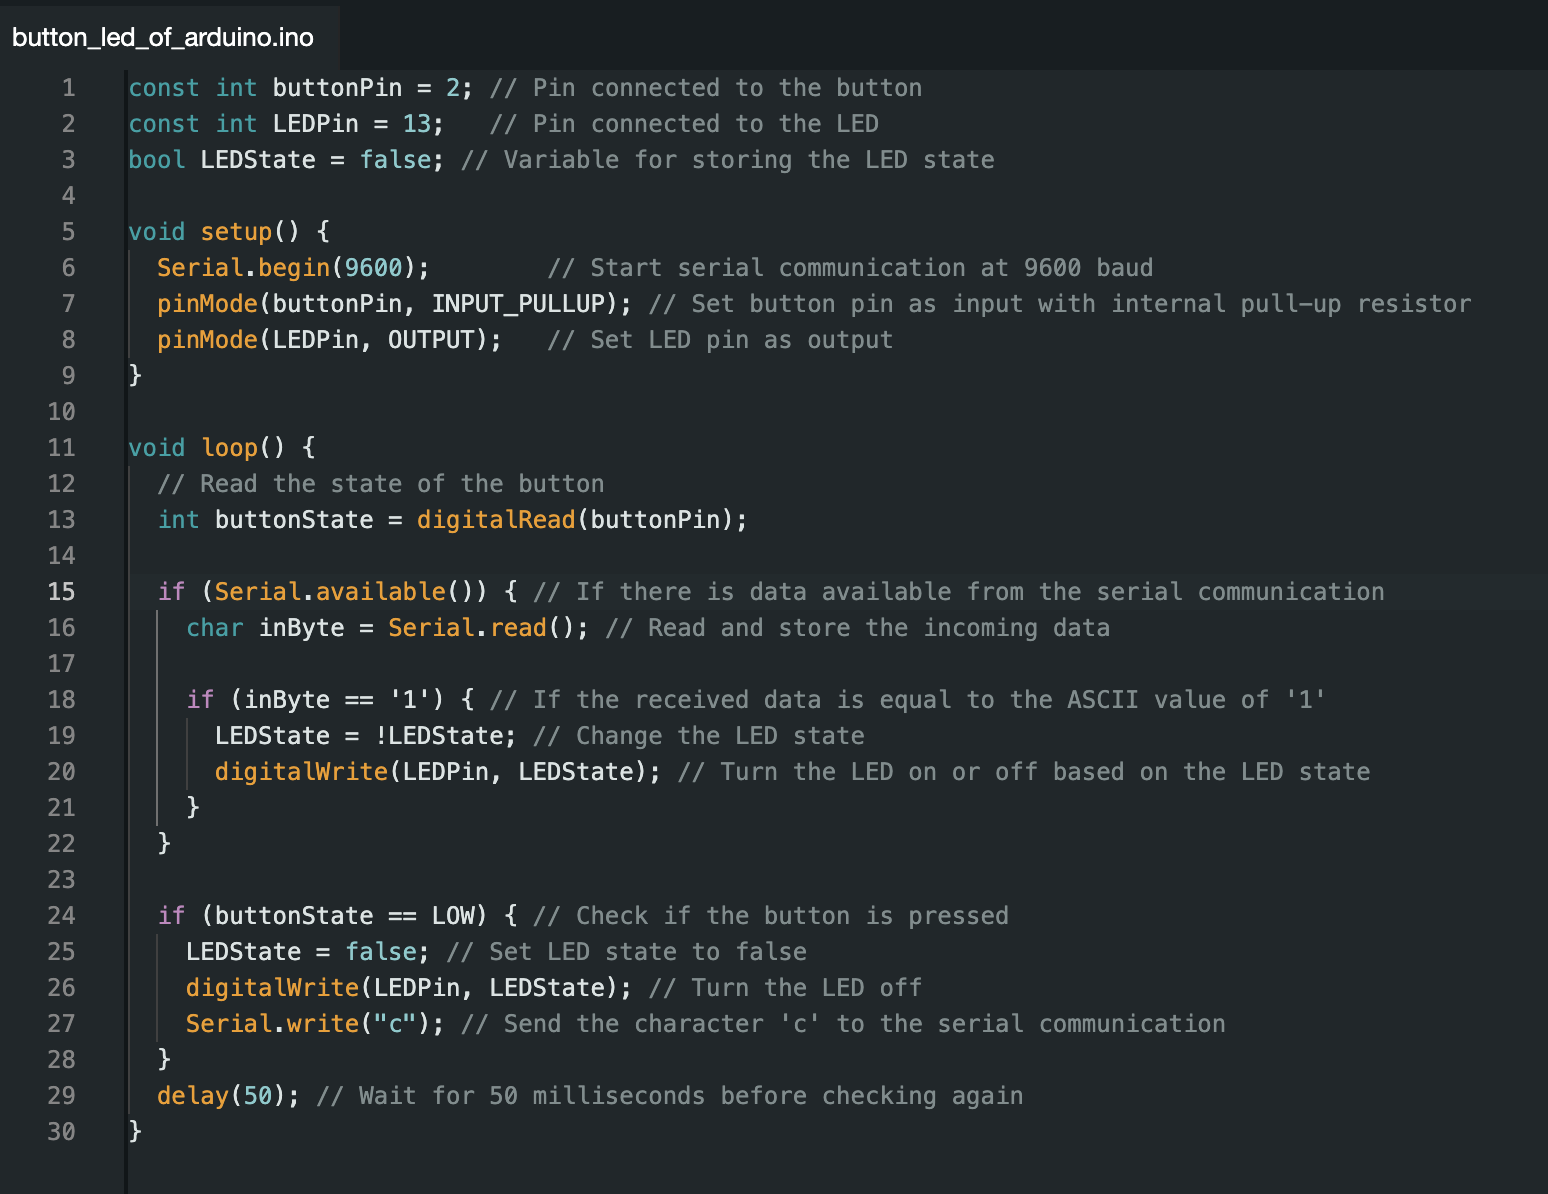 button_led_of_arduino.ino
1 const int buttonPin = 2; // Pin connected to the button
2 const int LEDPin = 13;   // Pin connected to the LED
3 bool LEDState = false; // Variable for storing the LED state
4
5 void setup() {
6   Serial.begin(9600);        // Start serial communication at 9600 baud
7   pinMode(buttonPin, INPUT_PULLUP); // Set button pin as input with internal pull-up resistor
8   pinMode(LEDPin, OUTPUT);   // Set LED pin as output
9 }
10
11 void loop() {
12   // Read the state of the button
13   int buttonState = digitalRead(buttonPin);
14
15   if (Serial.available()) { // If there is data available from the serial communication
16     char inByte = Serial.read(); // Read and store the incoming data
17
18     if (inByte == '1') { // If the received data is equal to the ASCII value of '1'
19       LEDState = !LEDState; // Change the LED state
20       digitalWrite(LEDPin, LEDState); // Turn the LED on or off based on the LED state
21     }
22   }
23
24   if (buttonState == LOW) { // Check if the button is pressed
25     LEDState = false; // Set LED state to false
26     digitalWrite(LEDPin, LEDState); // Turn the LED off
27     Serial.write("c"); // Send the character 'c' to the serial communication
28   }
29   delay(50); // Wait for 50 milliseconds before checking again
30 }